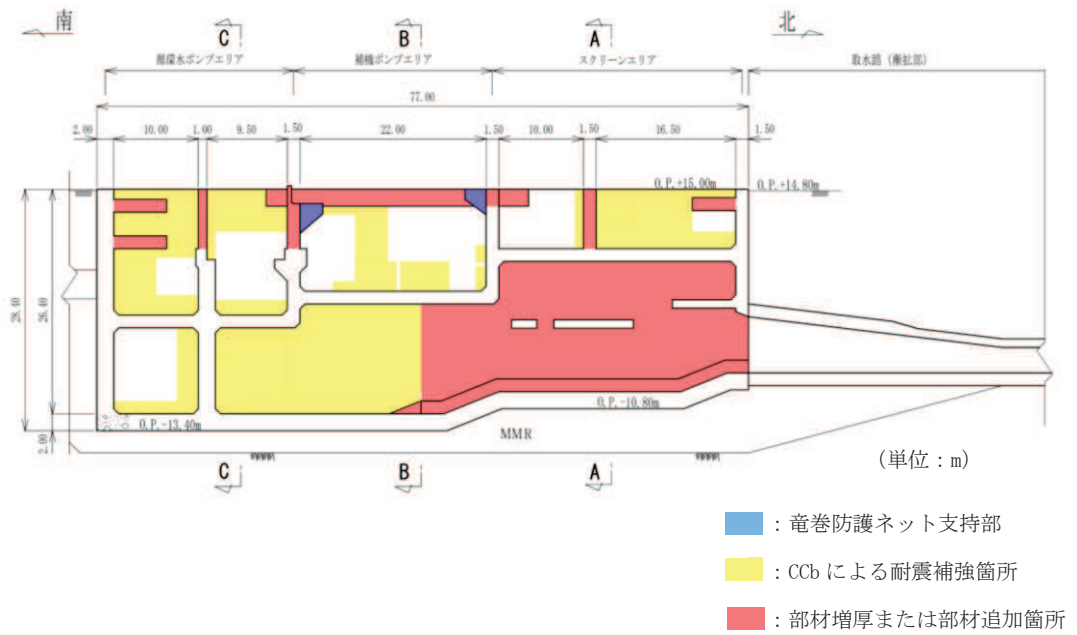 南
北
C
B
A
循環水ポンプエリア
補機ポンプエリア
スクリーンエリア
取水路（漸拡部）
77.00
2.00
10.00
1.00
9.50
1.50
22.00
1.50
10.00
1.50
16.50
1.50
O.P.+15.00m
O.P.+14.80m
28.40
26.40
2.00
O.P.-13.40m
O.P.-10.80m
MMR
C
B
A
（単位：m）
：竜巻防護ネット支持部
：CCb による耐震補強箇所
：部材増厚または部材追加箇所